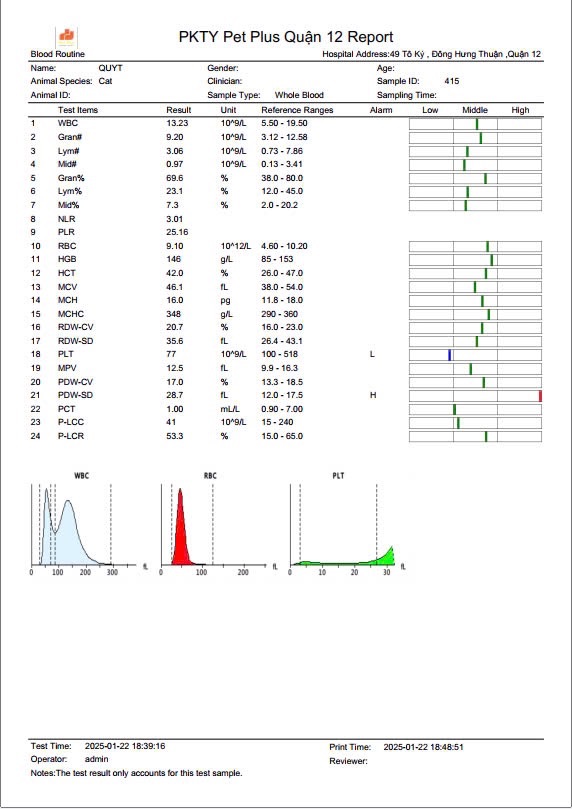 PKTY Pet Plus Quận 12 Report
Blood Routine Hospital Address:49 Tô Ký , Đông Hưng Thuận ,Quận 12
Name: QUYT Gender: Age:
Animal Species: Cat Clinician: Sample ID: 415
Animal ID: Sample Type: Whole Blood Sampling Time:
Test Items Result Unit Reference Ranges Alarm Low Middle High
1 WBC 13.23 10^9/L 5.50 - 19.50
2 Gran# 9.20 10^9/L 3.12 - 12.58
3 Lym# 3.06 10^9/L 0.73 - 7.86
4 Mid# 0.97 10^9/L 0.13 - 3.41
5 Gran% 69.6 % 38.0 - 80.0
6 Lym% 23.1 % 12.0 - 45.0
7 Mid% 7.3 % 2.0 - 20.2
8 NLR 3.01
9 PLR 25.16
10 RBC 9.10 10^12/L 4.60 - 10.20
11 HGB 146 g/L 85 - 153
12 HCT 42.0 % 26.0 - 47.0
13 MCV 46.1 fL 38.0 - 54.0
14 MCH 16.0 pg 11.8 - 18.0
15 MCHC 348 g/L 290 - 360
16 RDW-CV 20.7 % 16.0 - 23.0
17 RDW-SD 35.6 fL 26.4 - 43.1
18 PLT 77 10^9/L 100 - 518 L
19 MPV 12.5 fL 9.9 - 16.3
20 PDW-CV 17.0 % 13.3 - 18.5
21 PDW-SD 28.7 fL 12.0 - 17.5 H
22 PCT 1.00 mL/L 0.90 - 7.00
23 P-LCC 41 10^9/L 15 - 240
24 P-LCR 53.3 % 15.0 - 65.0
WBC RBC PLT
0 100 200 300 fL 0 100 200 fL 0 10 20 30 fL
Test Time: 2025-01-22 18:39:16 Print Time: 2025-01-22 18:48:51
Operator: admin Reviewer:
Notes:The test result only accounts for this test sample.